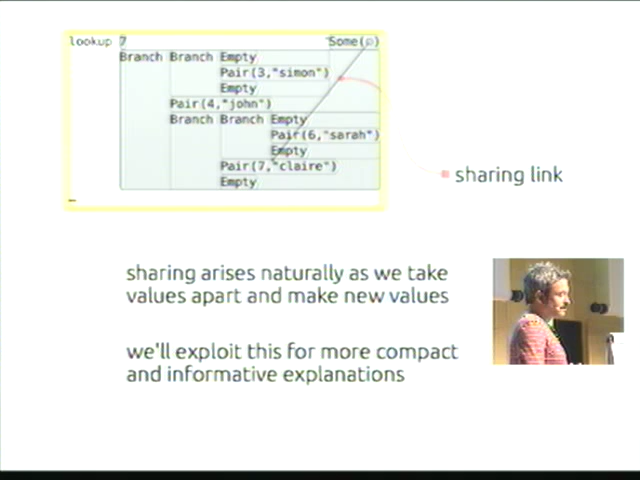 lookup 7 Some(p)
Branch Branch Empty
Pair(3,"simon")
Empty
Pair(4,"john")
Branch Branch Empty
Pair(6,"sarah")
Empty
Pair(7,"claire")
Empty
sharing link
sharing arises naturally as we take
values apart and make new values
we'll exploit this for more compact
and informative explanations